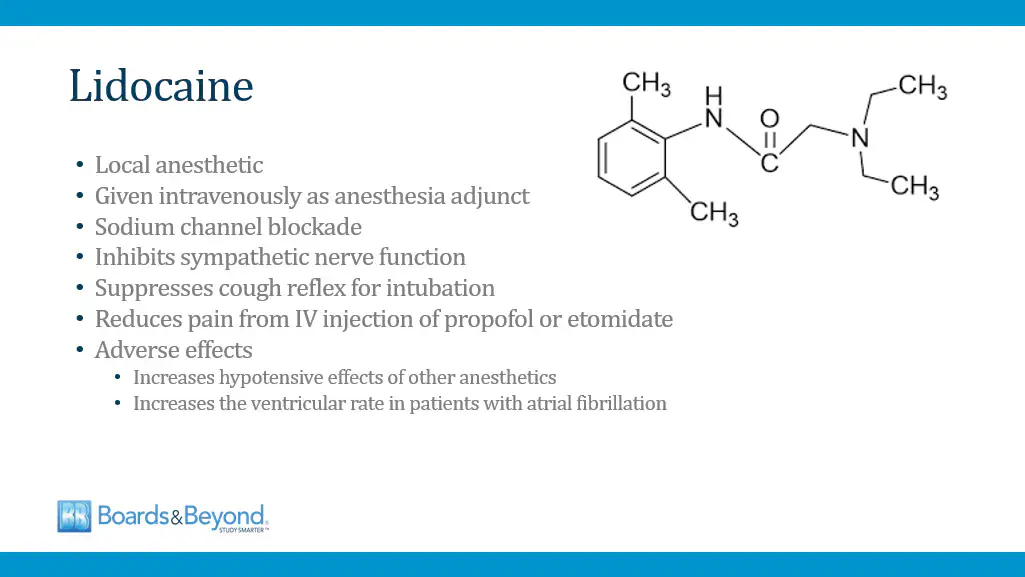 Lidocaine
• Local anesthetic
• Given intravenously as anesthesia adjunct
• Sodium channel blockade
• Inhibits sympathetic nerve function
• Suppresses cough reflex for intubation
• Reduces pain from IV injection of propofol or etomidate
• Adverse effects
• Increases hypotensive effects of other anesthetics
• Increases the ventricular rate in patients with atrial fibrillation
CH3
H
N
O
C
N
CH3
CH3
CH3
BB Boards&Beyond®
STUDY SMARTER™